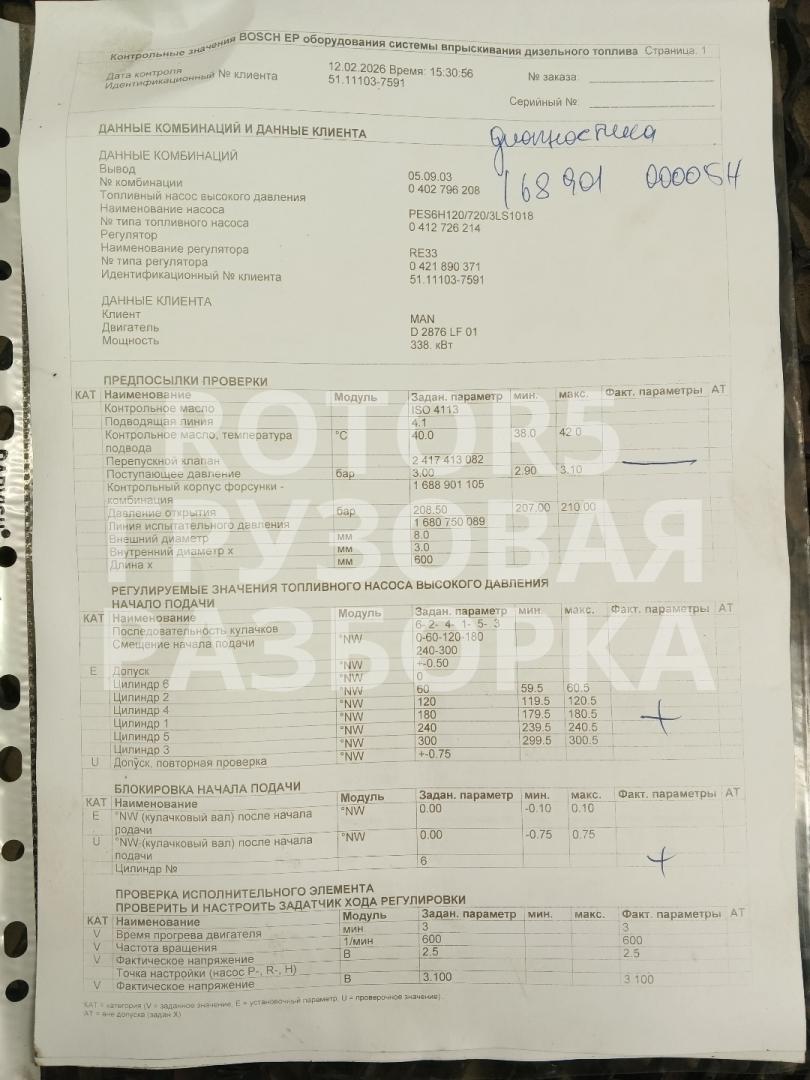 Контрольные значения BOSCH EP оборудования системы впрыскивания дизельного топлива Страница: 1
Дата контроля 12.02.2026 Время: 15:30:56 № заказа:
Идентификационный № клиента 51.11103-7591
Серийный №:
ДАННЫЕ КОМБИНАЦИЙ И ДАННЫЕ КЛИЕНТА
диагностика
ДАННЫЕ КОМБИНАЦИЙ
Вывод 05.09.03
№ комбинации 0 402 796 208
168 901 000054
Топливный насос высокого давления
Наименование насоса PES6H120/720/3LS1018
№ типа топливного насоса 0 412 726 214
Регулятор
Наименование регулятора RE33
№ типа регулятора 0 421 890 371
Идентификационный № клиента 51.11103-7591
ДАННЫЕ КЛИЕНТА
Клиент MAN
Двигатель D 2876 LF 01
Мощность 338. кВт
ПРЕДПОСЫЛКИ ПРОВЕРКИ
КАТ Наименование Модуль Задан. параметр мин. макс. Факт. параметры АТ
Контрольное масло ISO 4113
Подводящая линия 4.1
Контрольное масло, температура подвода °C 40.0 38.0 42.0
Перепускной клапан 2 417 413 082
Поступающее давление бар 3.00 2.90 3.10
Контрольный корпус форсунки - 1 688 901 105
комбинация
Давление открытия бар 208.50 207.00 210.00
Линия испытательного давления 1 680 750 089
Внешний диаметр мм 8.0
Внутренний диаметр x мм 3.0
Длина x мм 600
ROTOR5
ГРУЗОВАЯ
РАЗБОРКА
РЕГУЛИРУЕМЫЕ ЗНАЧЕНИЯ ТОПЛИВНОГО НАСОСА ВЫСОКОГО ДАВЛЕНИЯ
НАЧАЛО ПОДАЧИ
КАТ Наименование Модуль Задан. параметр мин. макс. Факт. параметры АТ
Последовательность кулачков 6- 2- 4- 1- 5- 3
Смещение начала подачи °NW 0-60-120-180
240-300
E Допуск °NW +-0.50
Цилиндр 6 °NW 0
Цилиндр 2 °NW 60 59.5 60.5
Цилиндр 4 °NW 120 119.5 120.5
Цилиндр 1 °NW 180 179.5 180.5
Цилиндр 5 °NW 240 239.5 240.5
Цилиндр 3 °NW 300 299.5 300.5
U Допуск, повторная проверка °NW +-0.75
+
БЛОКИРОВКА НАЧАЛА ПОДАЧИ
КАТ Наименование Модуль Задан. параметр мин. макс. Факт. параметры АТ
E °NW (кулачковый вал) после начала °NW 0.00 -0.10 0.10
подачи
U °NW (кулачковый вал) после начала °NW 0.00 -0.75 0.75
подачи
Цилиндр № 6 +
ПРОВЕРКА ИСПОЛНИТЕЛЬНОГО ЭЛЕМЕНТА
ПРОВЕРИТЬ И НАСТРОИТЬ ЗАДАТЧИК ХОДА РЕГУЛИРОВКИ
КАТ Наименование Модуль Задан. параметр мин. макс. Факт. параметры АТ
V Время прогрева двигателя мин 3 3
V Частота вращения 1/мин 600 600
V Фактическое напряжение В 2.5 2.5
Точка настройки (насос P-, R-, H)
V Фактическое напряжение В 3.100 3 100
КАТ = категория (V = заданное значение, E = установочный параметр, U = проверочное значение)
АТ = вне допуска (задан X)